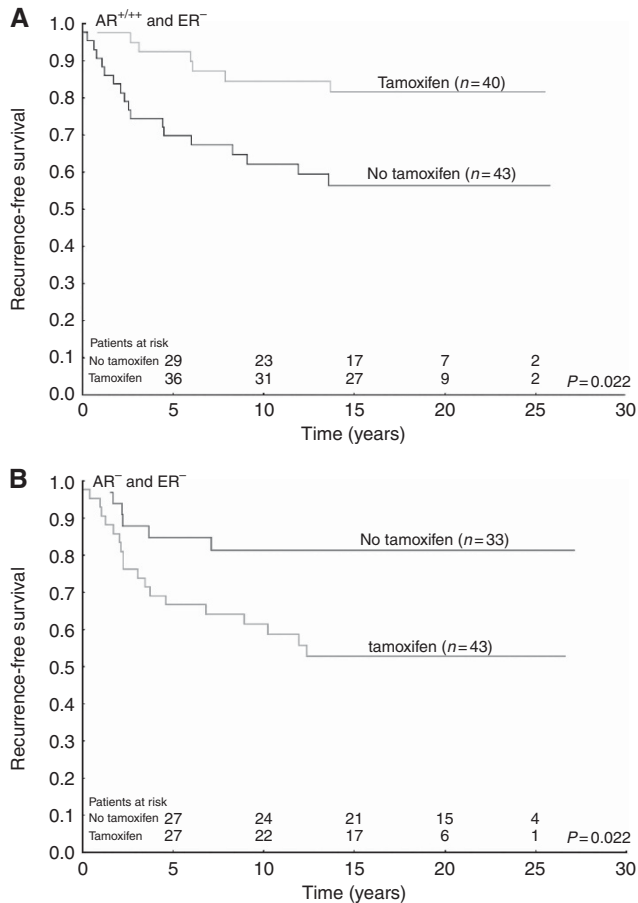 A
AR+/++ and ER−
1.0
0.9
0.8
0.7
0.6
0.5
0.4
0.3
0.2
0.1
0.0
Recurrence-free survival
Tamoxifen (n=40)
No tamoxifen (n=43)
Patients at risk
No tamoxifen 29 23 17 7 2
Tamoxifen 36 31 27 9 2
P=0.022
0 5 10 15 20 25 30
Time (years)
B
AR− and ER−
1.0
0.9
0.8
0.7
0.6
0.5
0.4
0.3
0.2
0.1
0.0
Recurrence-free survival
No tamoxifen (n=33)
tamoxifen (n=43)
Patients at risk
No tamoxifen 27 24 21 15 4
Tamoxifen 27 22 17 6 1
P=0.022
0 5 10 15 20 25 30
Time (years)